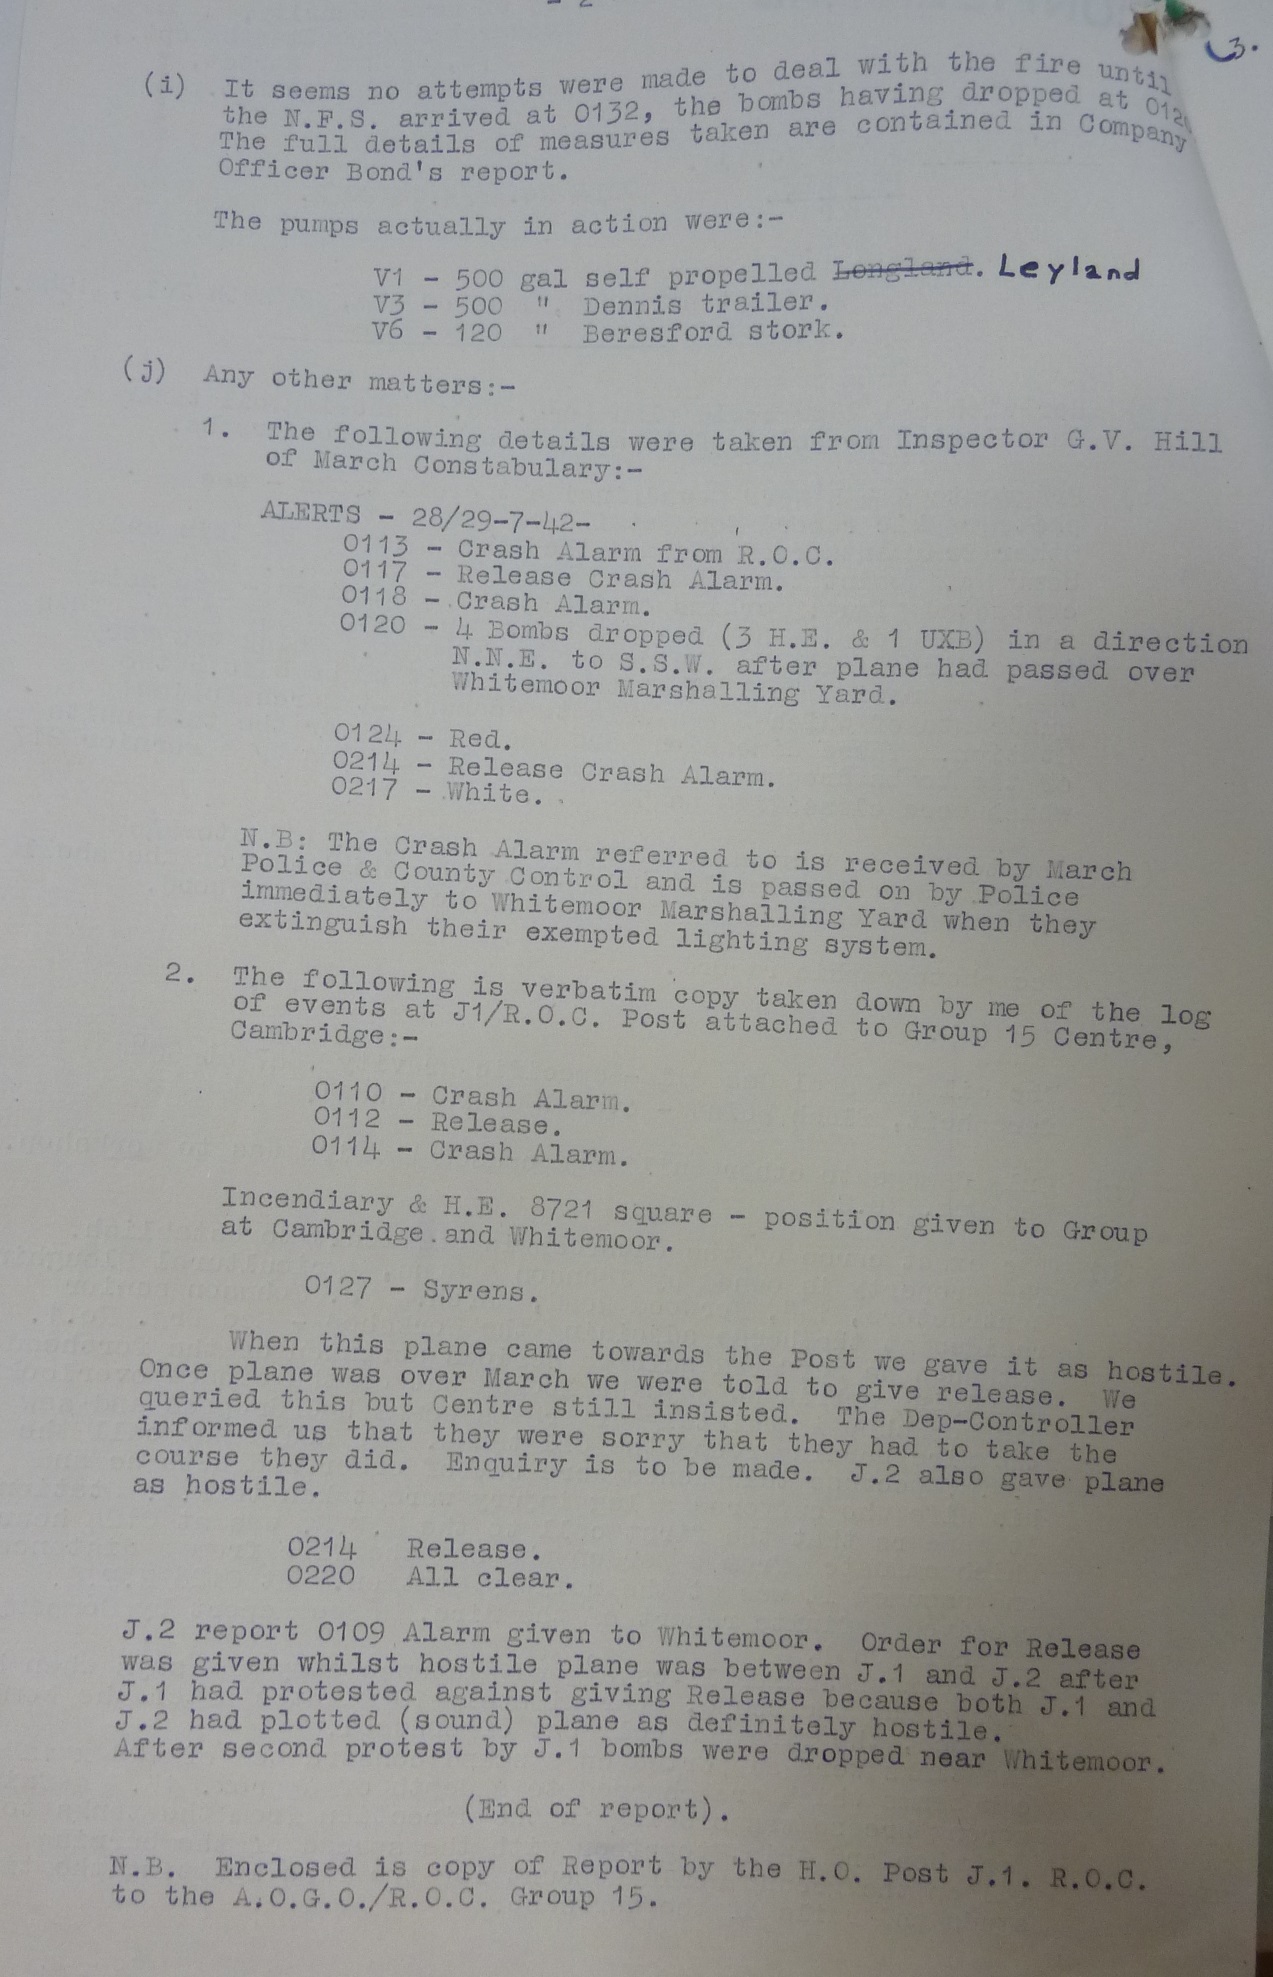 - 2
3.
(i) It seems no attempts were made to deal with the fire until
the N.F.S. arrived at 0132, the bombs having dropped at 0120
The full details of measures taken are contained in Company
Officer Bond's report.
The pumps actually in action were:-
V1 - 500 gal self propelled Longland. Leyland
V3 - 500 " Dennis trailer.
V6 - 120 " Beresford stork.
(j) Any other matters:-
1. The following details were taken from Inspector G.V. Hill
of March Constabulary:-
ALERTS - 28/29-7-42-
0113 - Crash Alarm from R.O.C.
0117 - Release Crash Alarm.
0118 - Crash Alarm.
0120 - 4 Bombs dropped (3 H.E. & 1 UXB) in a direction
N.N.E. to S.S.W. after plane had passed over
Whitemoor Marshalling Yard.
0124 - Red.
0214 - Release Crash Alarm.
0217 - White.
N.B: The Crash Alarm referred to is received by March
Police & County Control and is passed on by Police
immediately to Whitemoor Marshalling Yard when they
extinguish their exempted lighting system.
2. The following is verbatim copy taken down by me of the log
of events at J1/R.O.C. Post attached to Group 15 Centre,
Cambridge:-
0110 - Crash Alarm.
0112 - Release.
0114 - Crash Alarm.
Incendiary & H.E. 8721 square - position given to Group
at Cambridge.and Whitemoor.
0127 - Syrens.
When this plane came towards the Post we gave it as hostile.
Once plane was over March we were told to give release. We
queried this but Centre still insisted. The Dep-Controller
informed us that they were sorry that they had to take the
course they did. Enquiry is to be made. J.2 also gave plane
as hostile.
0214 Release.
0220 All clear.
J.2 report 0109 Alarm given to Whitemoor. Order for Release
was given whilst hostile plane was between J.1 and J.2 after
J.1 had protested against giving Release because both J.1 and
J.2 had plotted (sound) plane as definitely hostile.
After second protest by J.1 bombs were dropped near Whitemoor.
(End of report).
N.B. Enclosed is copy of Report by the H.O. Post J.1. R.O.C.
to the A.O.G.O./R.O.C. Group 15.